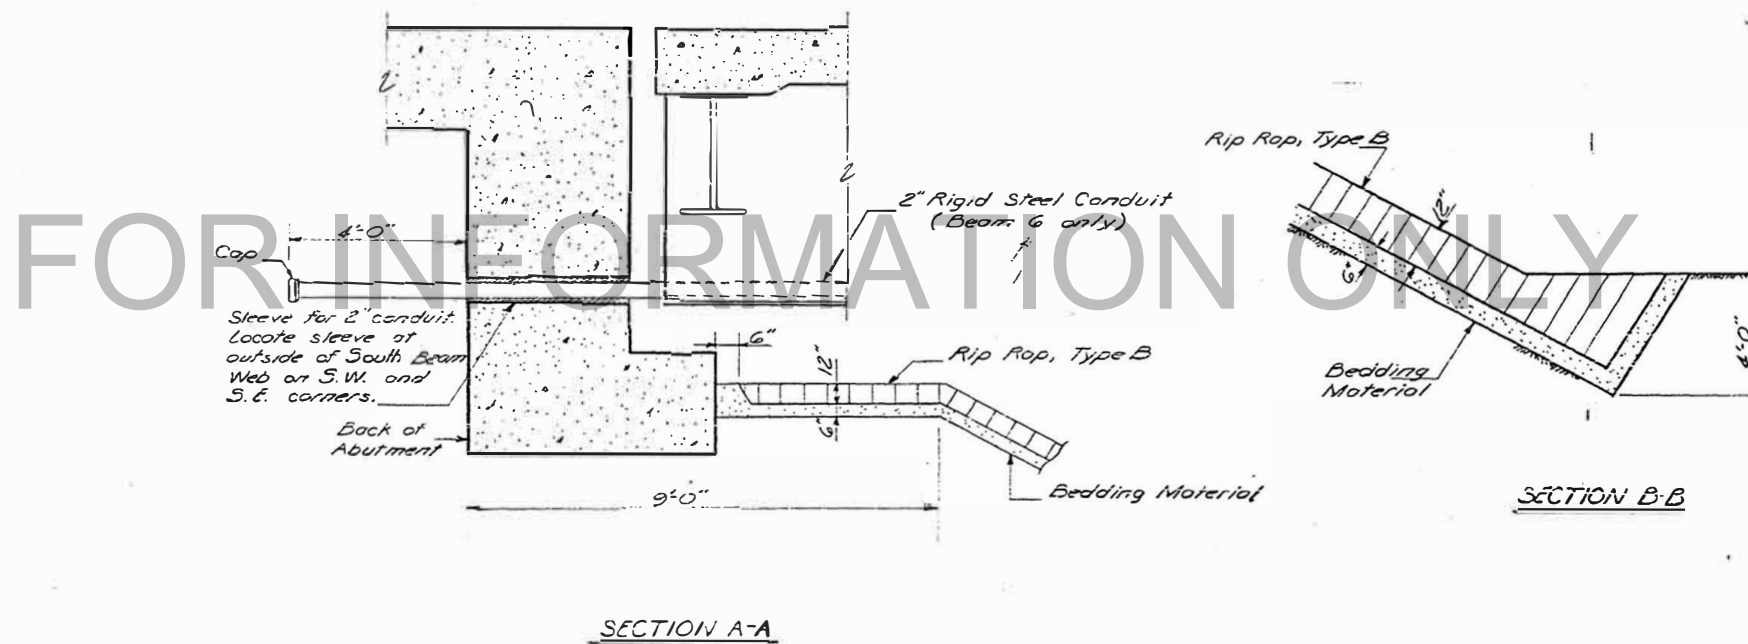 Rip Rap, Type B
12"
2" Rigid Steel Conduit
(Beam 6 only)
FOR INFORMATION ONLY
4'-0"
Cap
6"
Sleeve for 2" conduit.
Locate sleeve at
outside of South Beam
Web on S.W. and
S.E. corners.
6"
12"
Rip Rap, Type B
4'-0"
Bedding
Material
6"
Back of
Abutment
9'-0"
Bedding Material
SECTION B-B
SECTION A-A